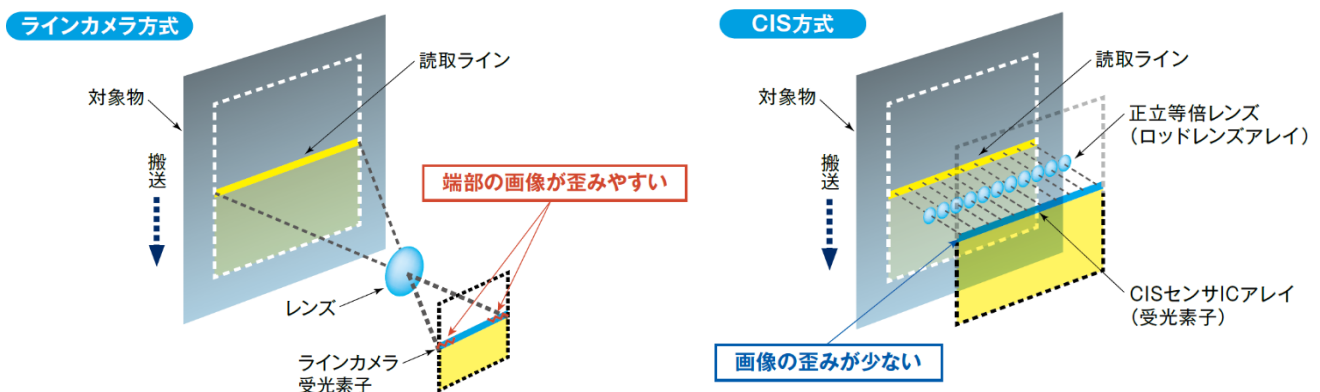 ラインカメラ方式
対象物
読取ライン
搬送
端部の画像が歪みやすい
レンズ
ラインカメラ
受光素子
CIS方式
対象物
読取ライン
正立等倍レンズ
（ロッドレンズアレイ）
搬送
CISセンサICアレイ
（受光素子）
画像の歪みが少ない